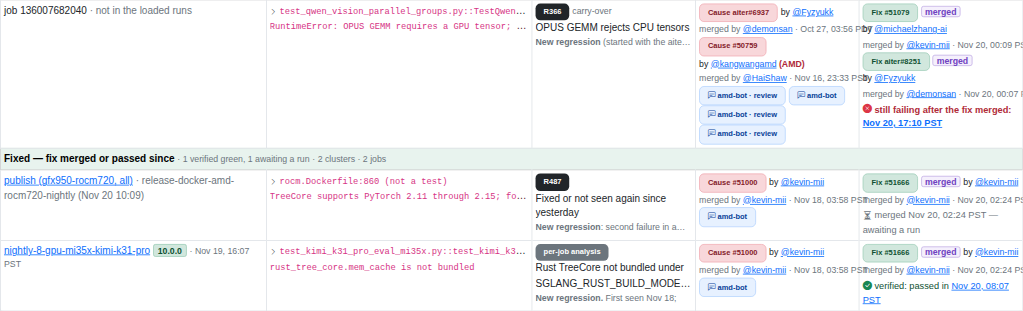 job 136007682040 · not in the loaded runs
test_qwen_vision_parallel_groups.py::TestQwen...
RuntimeError: OPUS GEMM requires a GPU tensor; ...
R366 carry-over
OPUS GEMM rejects CPU tensors
New regression (started with the aite...
Cause aiter#6937 by @Fyzyukk
merged by @demonsan · Oct 27, 03:56
Cause #50759
by @kangwangamd (AMD)
merged by @HaiShaw · Nov 16, 23:33
amd-bot · review amd-bot
amd-bot · review
amd-bot · review
Fix #51079 merged
by @michaelzhang-ai
merged by @kevin-mii · Nov 20, 00:09
Fix aiter#8251 merged
by @Fyzyukk
merged by @demonsan · Nov 20, 00:07
still failing after the fix merged:
Nov 20, 17:10 PST
Fixed — fix merged or passed since · 1 verified green, 1 awaiting a run · 2 clusters · 2 jobs
publish (gfx950-rocm720, all) · release-docker-amd-
rocm720-nightly (Nov 20 10:09)
rocm.Dockerfile:860 (not a test)
TreeCore supports PyTorch 2.11 through 2.15; fo...
R487
Fixed or not seen again since
yesterday
New regression: second failure in a...
Cause #51000 by @kevin-mii
merged by @kevin-mii · Nov 18, 03:58
amd-bot
Fix #51666 merged by @kevin-mii
merged by @kevin-mii · Nov 20, 02:24
merged Nov 20, 02:24 PST —
awaiting a run
nightly-8-gpu-mi35x-kimi-k31-pro 10.0.0 · Nov 19, 16:07
PST
test_kimi_k31_pro_eval_mi35x.py::test_kimi_k3...
rust_tree_core.mem_cache is not bundled
per-job analysis
Rust TreeCore not bundled under
SGLANG_RUST_BUILD_MODE...
New regression. First seen Nov 18;
Cause #51000 by @kevin-mii
merged by @kevin-mii · Nov 18, 03:58
amd-bot
Fix #51666 merged by @kevin-mii
merged by @kevin-mii · Nov 20, 02:24
verified: passed in Nov 20, 08:07
PST